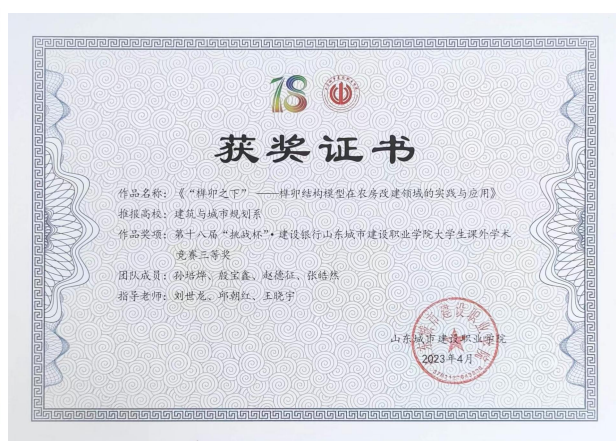 18
获奖证书
作品名称：《“榫卯之下” ——榫卯结构模型在农房改建领域的实践与应用》
推报高校：建筑与城市规划系
作品奖项：第十八届“挑战杯”·建设银行山东城市建设职业学院大学生课外学术
竞赛三等奖
团队成员：孙培烨、殷宝鑫、赵德征、张皓然
指导老师：刘世龙、邱朝红、王晓宇
山东城市建设职业学院
2023年4月